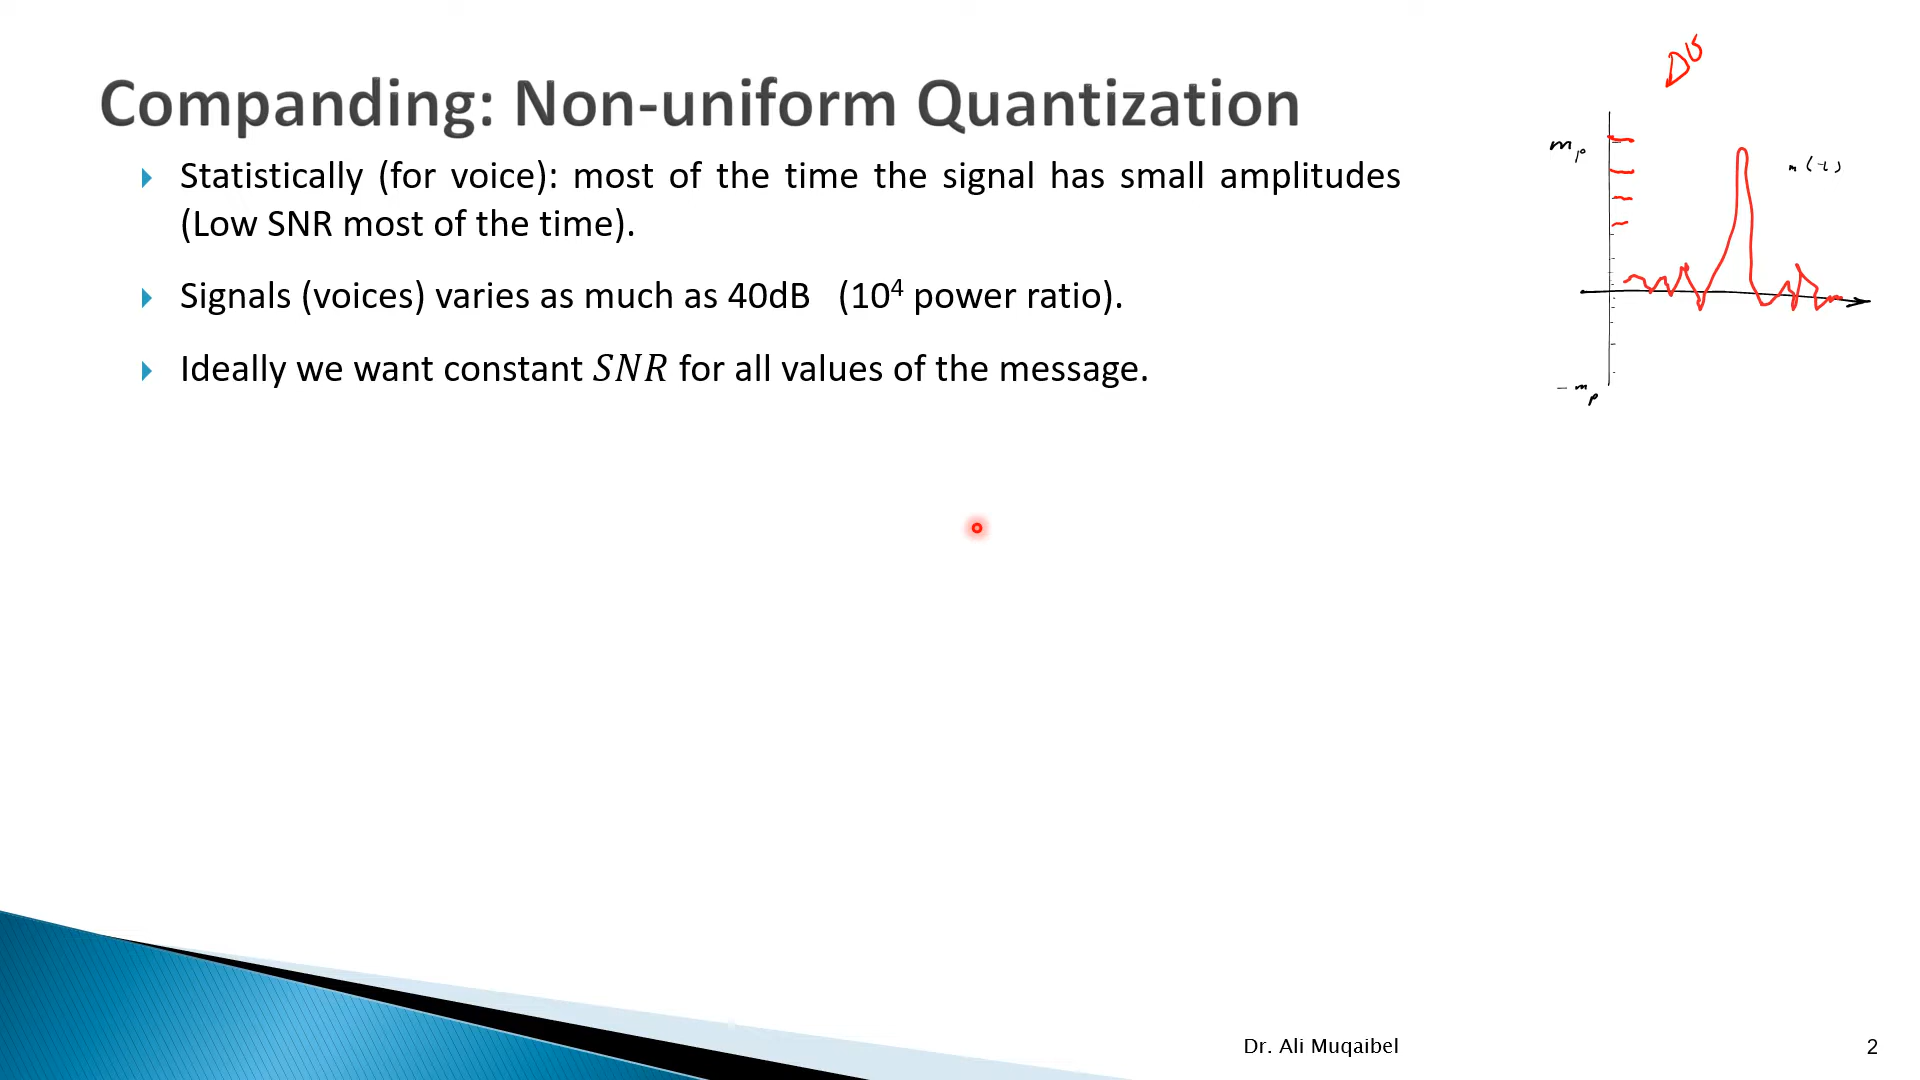 Companding: Non-uniform Quantization
Statistically (for voice): most of the time the signal has small amplitudes
(Low SNR most of the time).
Signals (voices) varies as much as 40dB (10⁴ power ratio).
Ideally we want constant SNR for all values of the message.
mp
m(t)
-mp
Dr. Ali Muqaibel
2